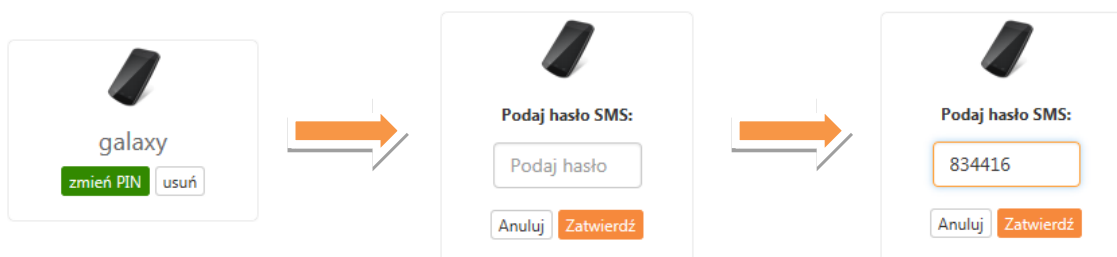 galaxy
zmień PIN usuń
Podaj hasło SMS:
Podaj hasło
Anuluj Zatwierdź
Podaj hasło SMS:
834416
Anuluj Zatwierdź